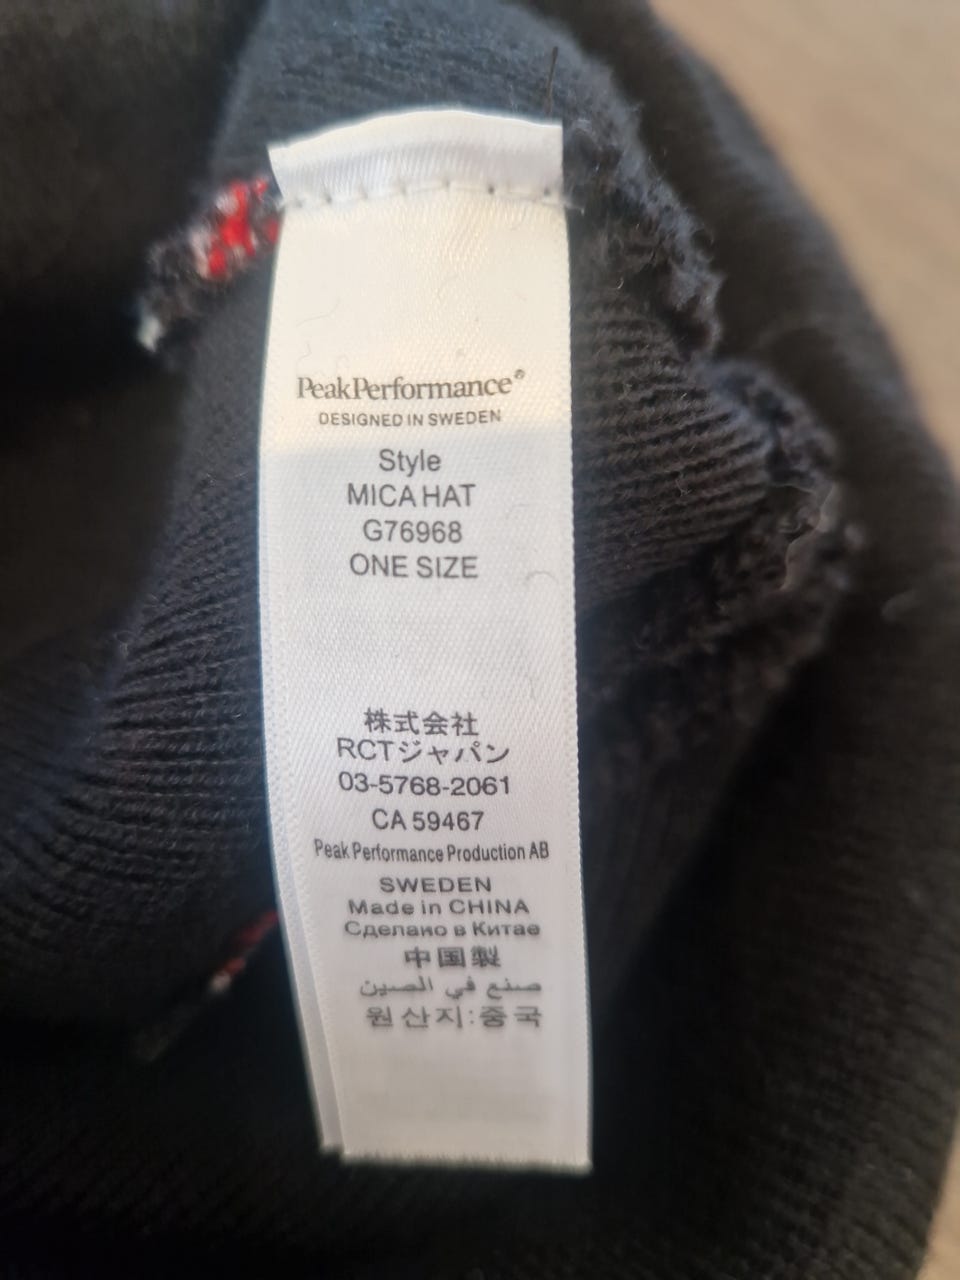 PeakPerformance®
DESIGNED IN SWEDEN
Style
MICA HAT
G76968
ONE SIZE
株式会社
RCTジャパン
03-5768-2061
CA 59467
Peak Performance Production AB
SWEDEN
Made in CHINA
Сделано в Китае
中国製
صنع في الصين
원산지:중국